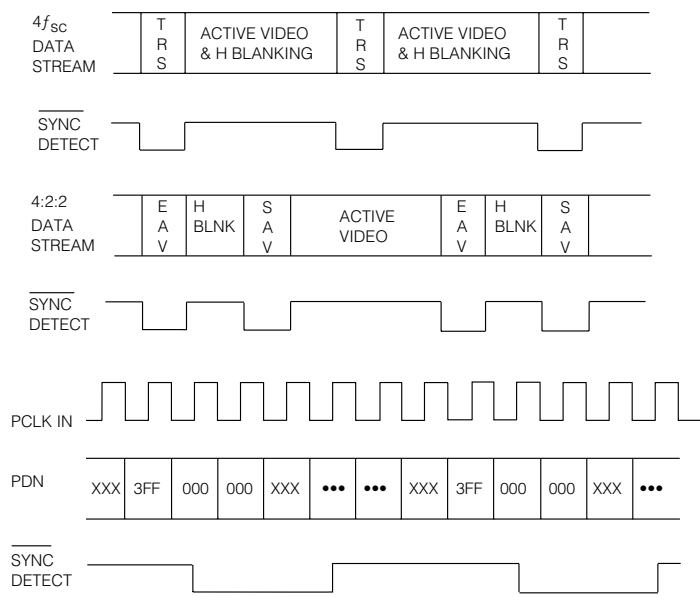 4fSC
DATA
STREAM
T
R
S
ACTIVE VIDEO
& H BLANKING
T
R
S
ACTIVE VIDEO
& H BLANKING
T
R
S
SYNC
DETECT
4:2:2
DATA
STREAM
E
A
V
H
BLNK
S
A
V
ACTIVE
VIDEO
E
A
V
H
BLNK
S
A
V
SYNC
DETECT
PCLK IN
PDN
XXX 3FF 000 000 XXX ••• ••• XXX 3FF 000 000 XXX •••
SYNC
DETECT